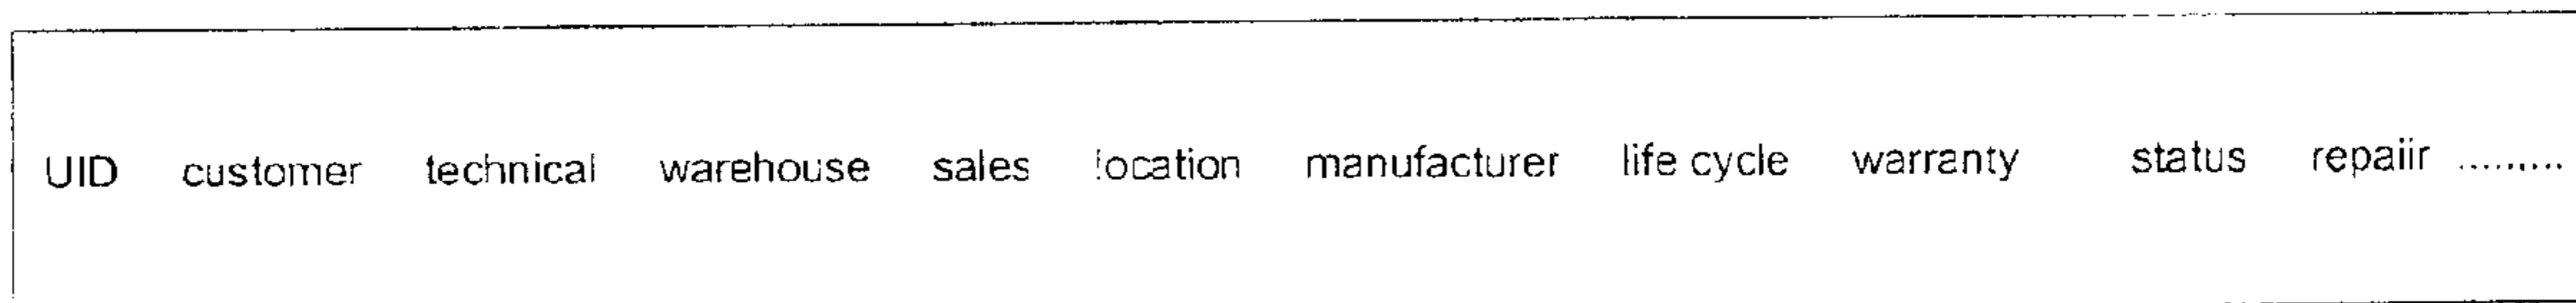 UID customer technical warehouse sales location manufacturer life cycle warranty status repaiir .........